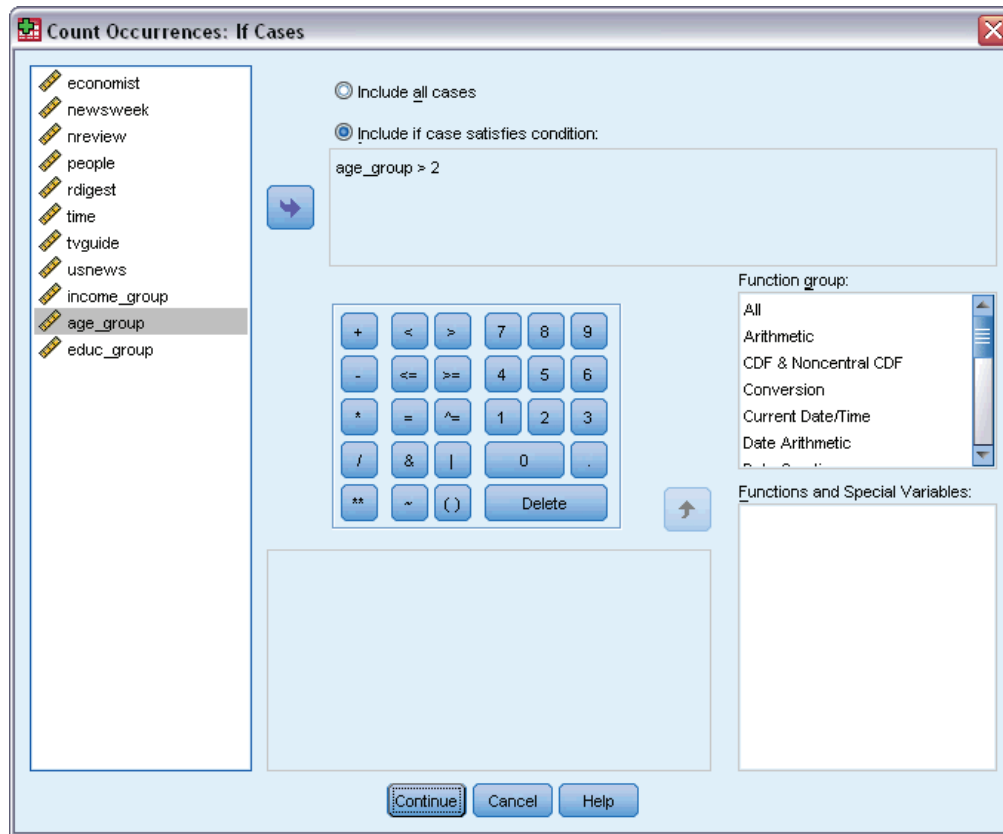 Count Occurrences: If Cases
economist
newsweek
nreview
people
rdigest
time
tvguide
usnews
income_group
age_group
educ_group
Include all cases
Include if case satisfies condition:
age_group > 2
+ < > 7 8 9
- <= >= 4 5 6
* = ^= 1 2 3
/ & | 0 .
** ~ ( ) Delete
Function group:
All
Arithmetic
CDF & Noncentral CDF
Conversion
Current Date/Time
Date Arithmetic
Functions and Special Variables:
Continue Cancel Help